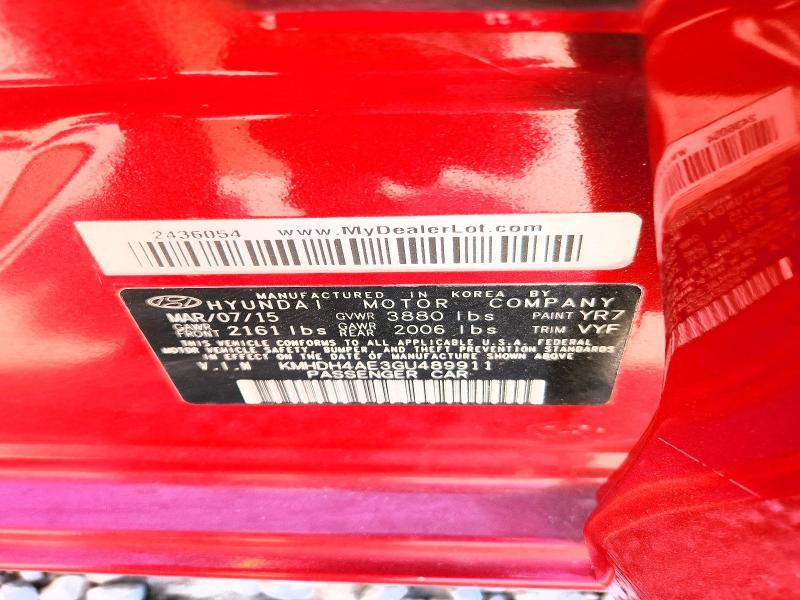 2436054 www.MyDealerLot.com
MANUFACTURED IN KOREA BY
HYUNDAI MOTOR COMPANY
MAR/07/15 GVWR 3880 lbs PAINT YR7
GAWR FRONT 2161 lbs GAWR REAR 2006 lbs TRIM VYF
THIS VEHICLE CONFORMS TO ALL APPLICABLE U.S.A. FEDERAL
MOTOR VEHICLE SAFETY, BUMPER, AND THEFT PREVENTION STANDARDS
IN EFFECT ON THE DATE OF MANUFACTURE SHOWN ABOVE.
V.I.N KMHDH4AE3GU489911
PASSENGER CAR